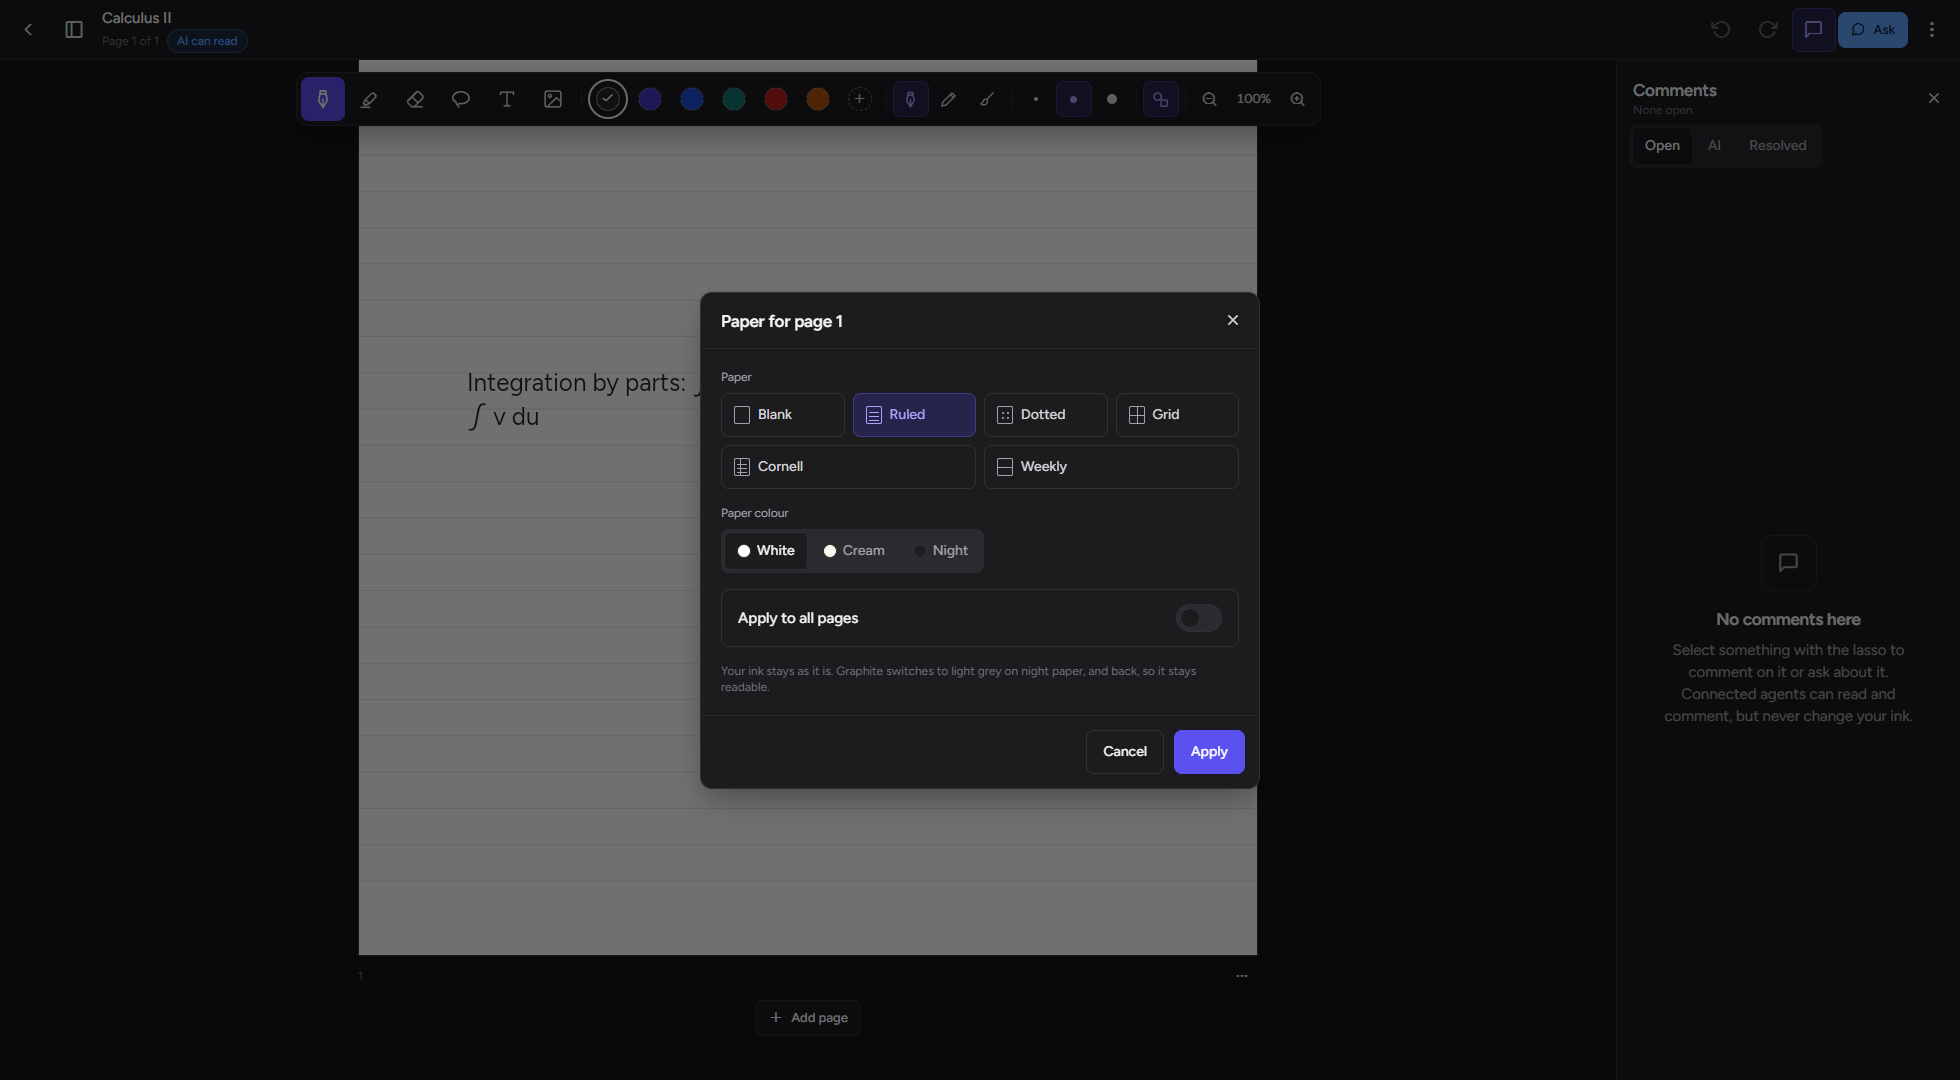 Calculus II
Page 1 of 1 AI can read
Ask
100%
Comments
None open
Open AI Resolved
Integration by parts: ∫
∫ v du
Paper for page 1
Paper
Blank Ruled Dotted Grid
Cornell Weekly
Paper colour
White Cream Night
Apply to all pages
Your ink stays as it is. Graphite switches to light grey on night paper, and back, so it stays
readable.
Cancel Apply
No comments here
Select something with the lasso to
comment on it or ask about it.
Connected agents can read and
comment, but never change your ink.
1
Add page